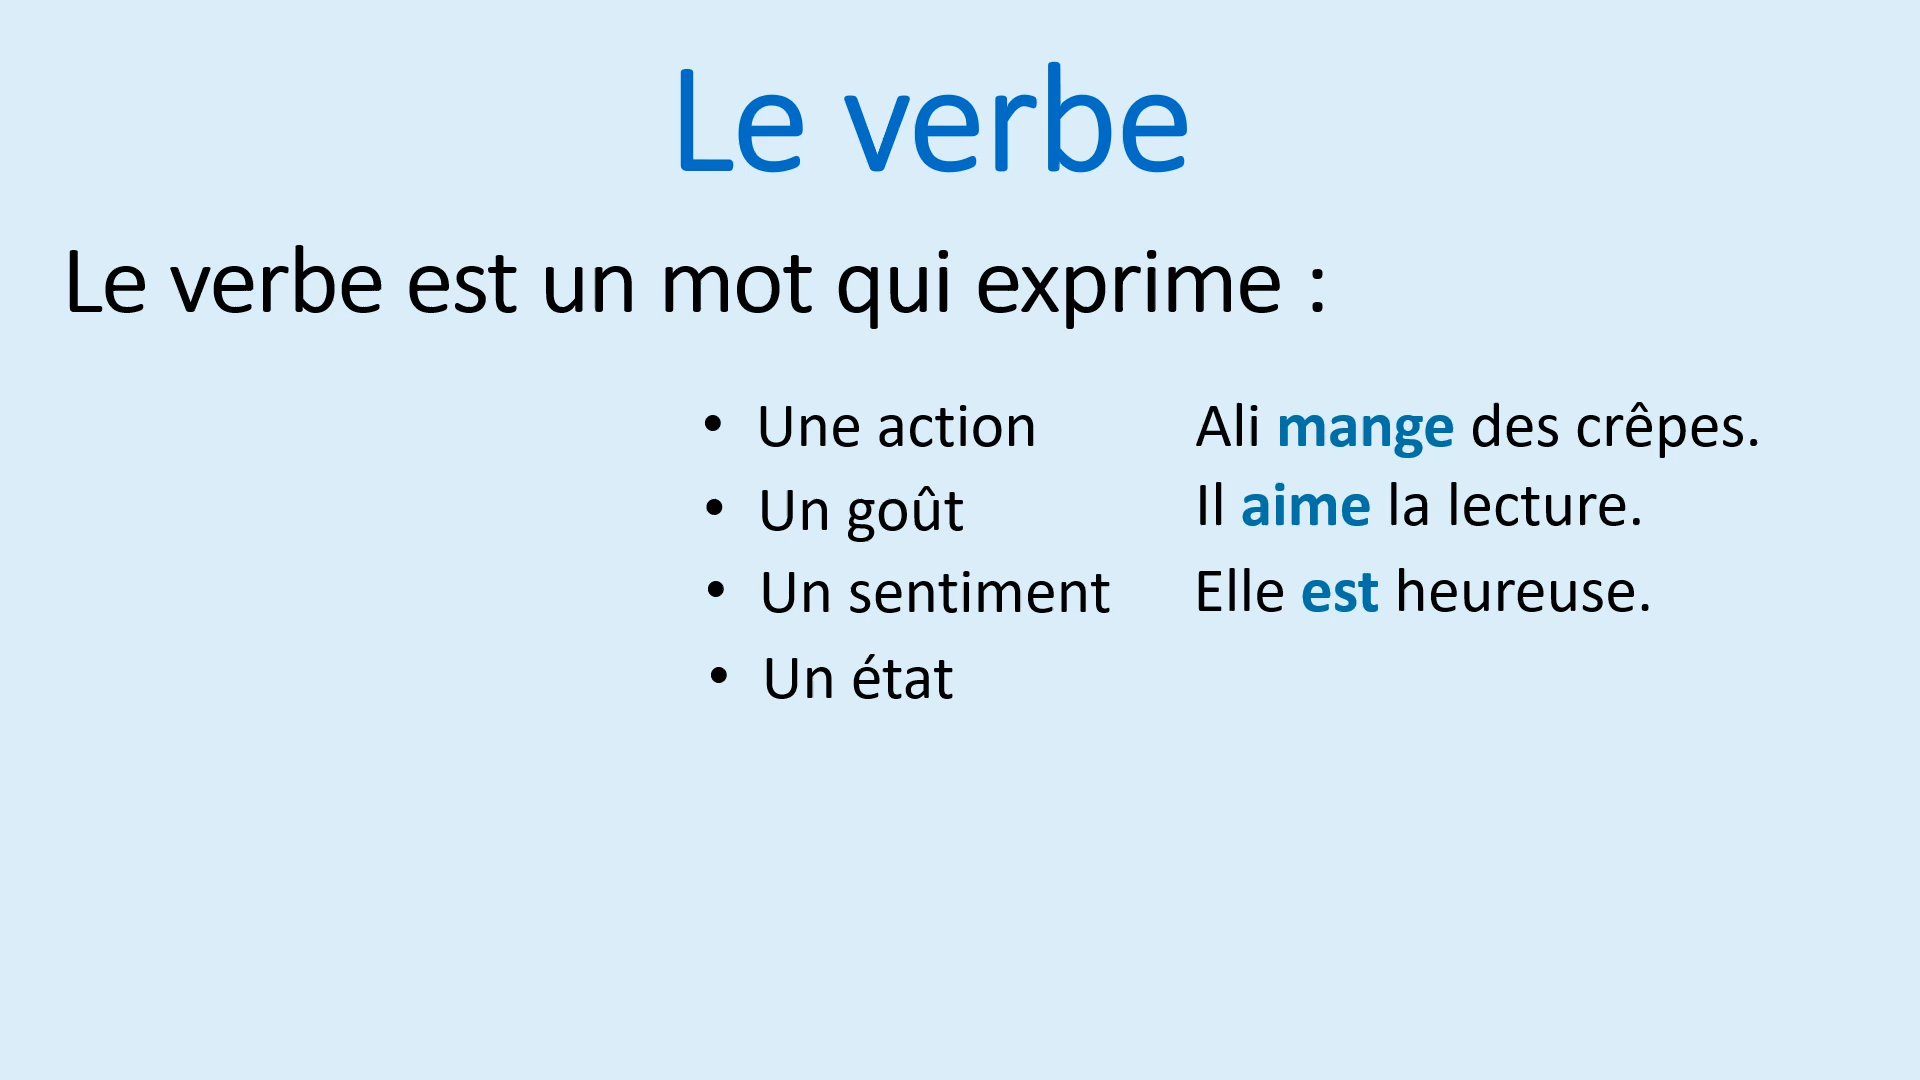 Le verbe
Le verbe est un mot qui exprime :
• Une action Ali mange des crêpes.
• Un goût Il aime la lecture.
• Un sentiment Elle est heureuse.
• Un état